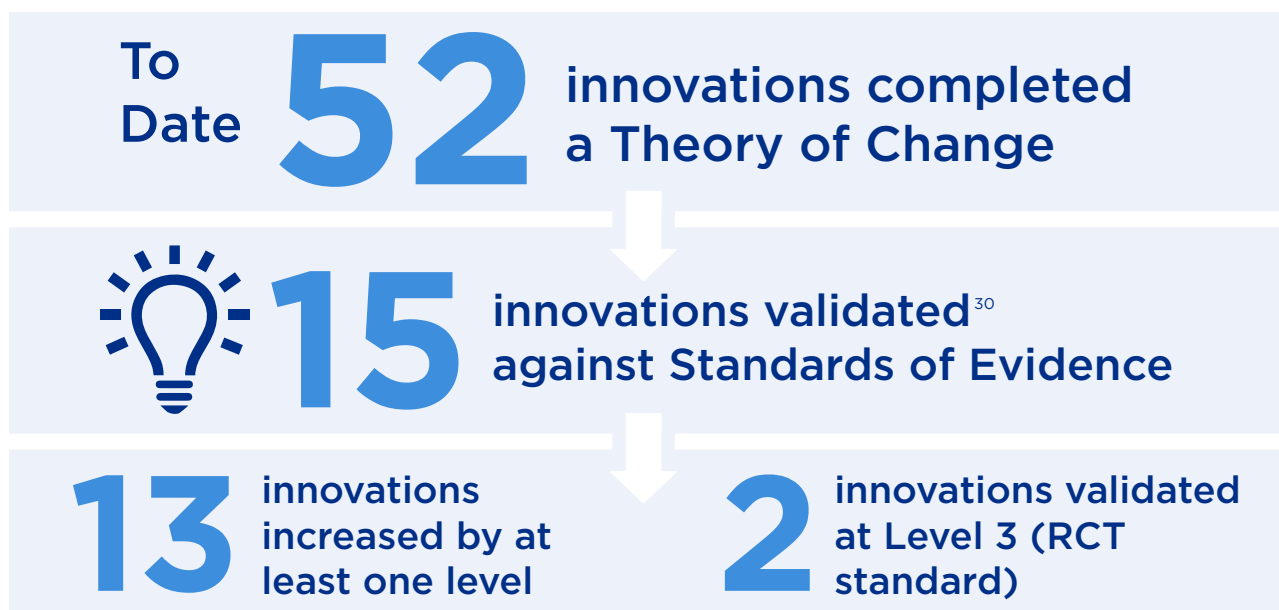 To
Date
52
innovations completed
a Theory of Change
15
innovations validated30
against Standards of Evidence
13
innovations
increased by at
least one level
2
innovations validated
at Level 3 (RCT
standard)